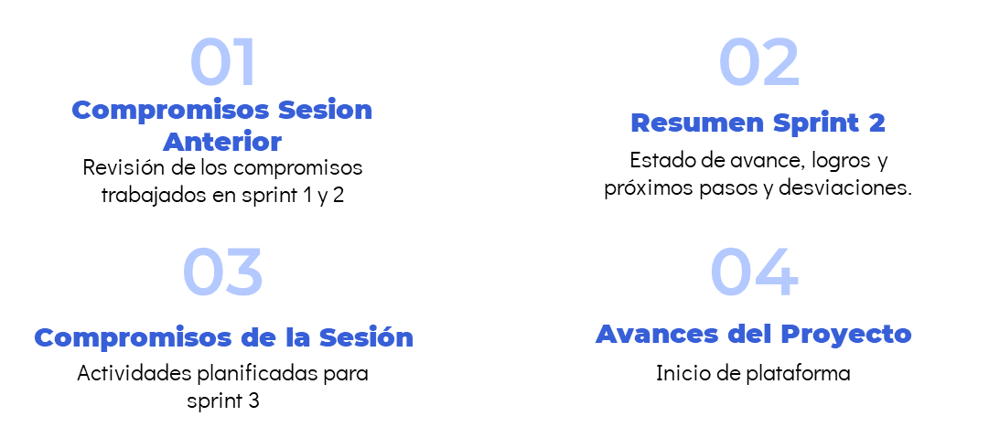 01
Compromisos Sesion
Anterior
Revisión de los compromisos
trabajados en sprint 1 y 2
02
Resumen Sprint 2
Estado de avance, logros y
próximos pasos y desviaciones.
03
Compromisos de la Sesión
Actividades planificadas para
sprint 3
04
Avances del Proyecto
Inicio de plataforma